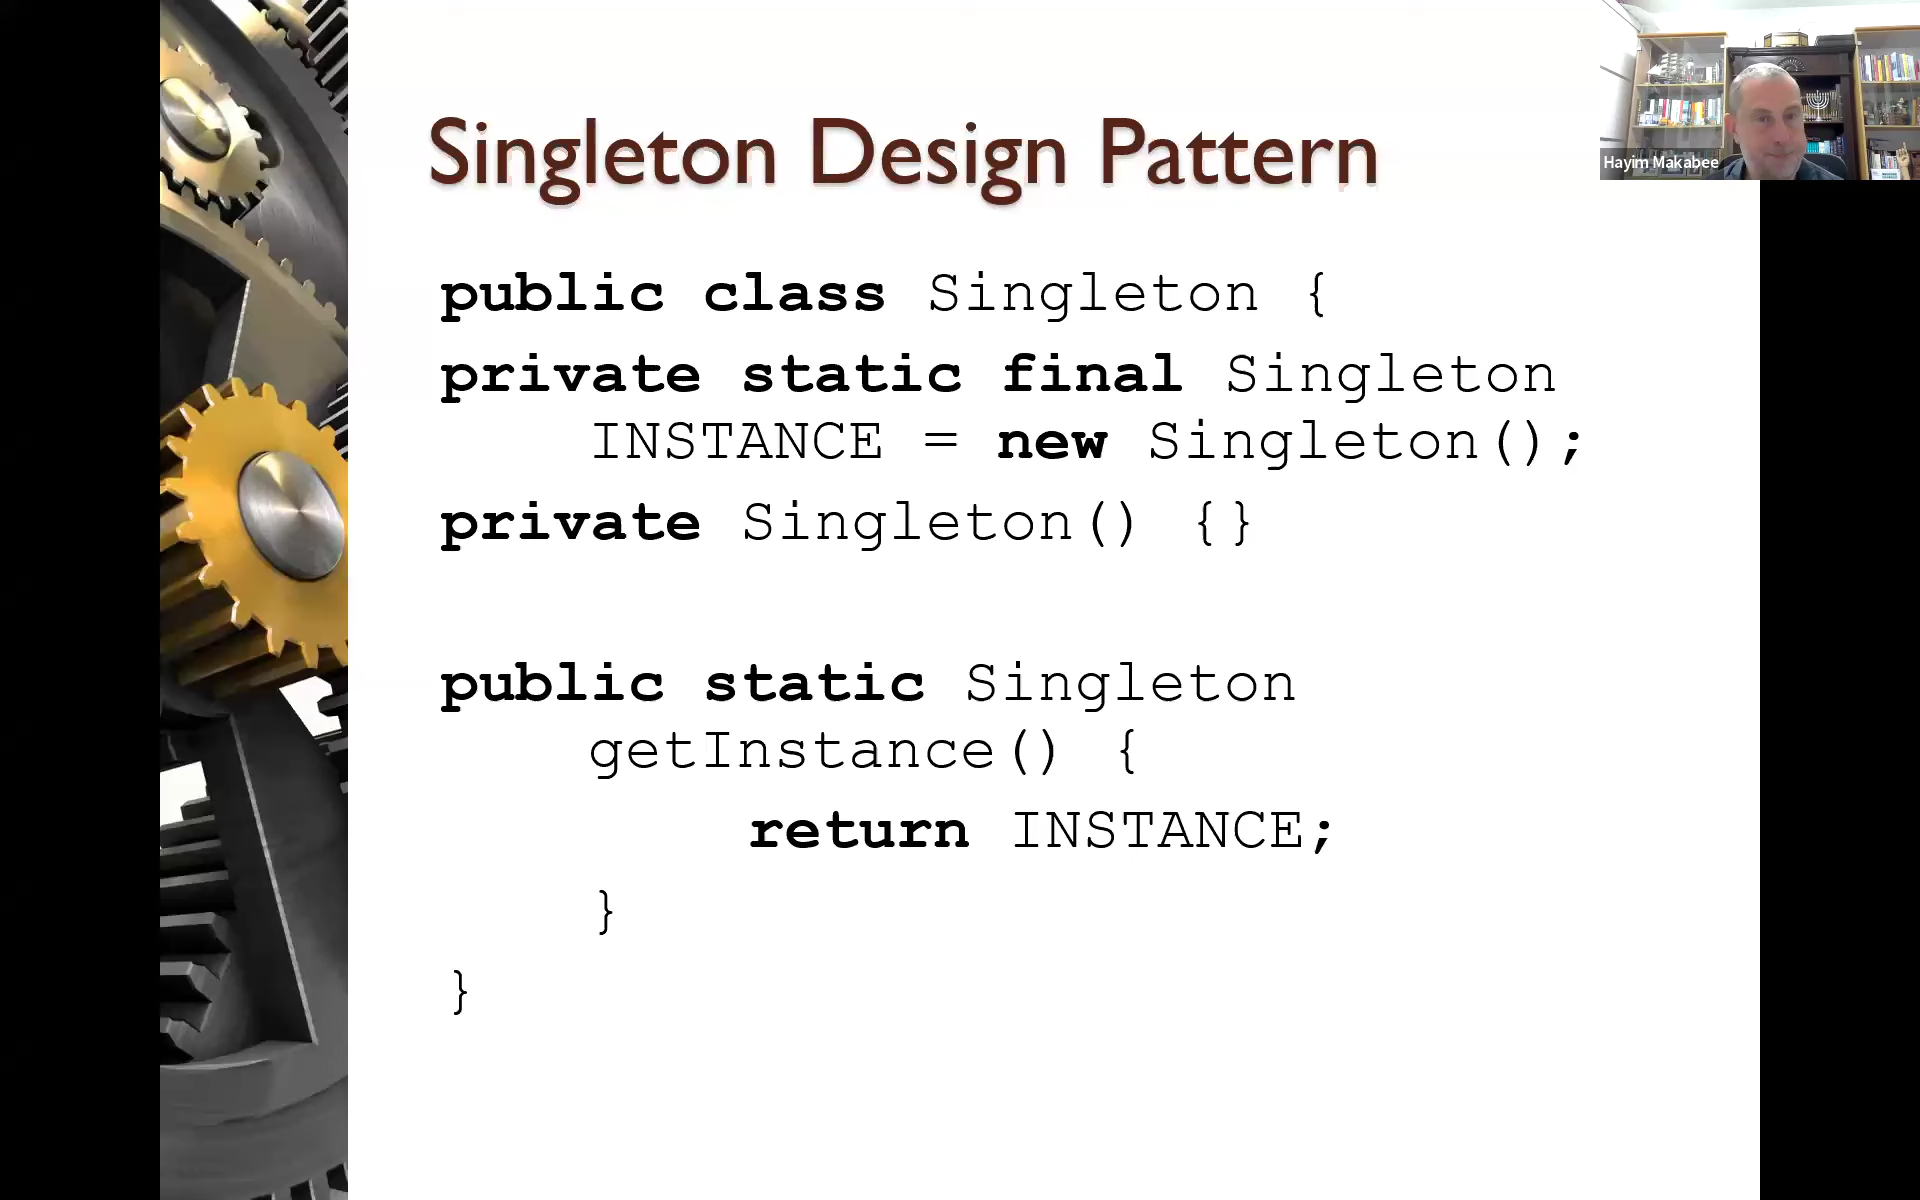 Singleton Design Pattern
Hayim Makabee
public class Singleton {
private static final Singleton
INSTANCE = new Singleton();
private Singleton() {}
public static Singleton
getInstance() {
return INSTANCE;
}
}